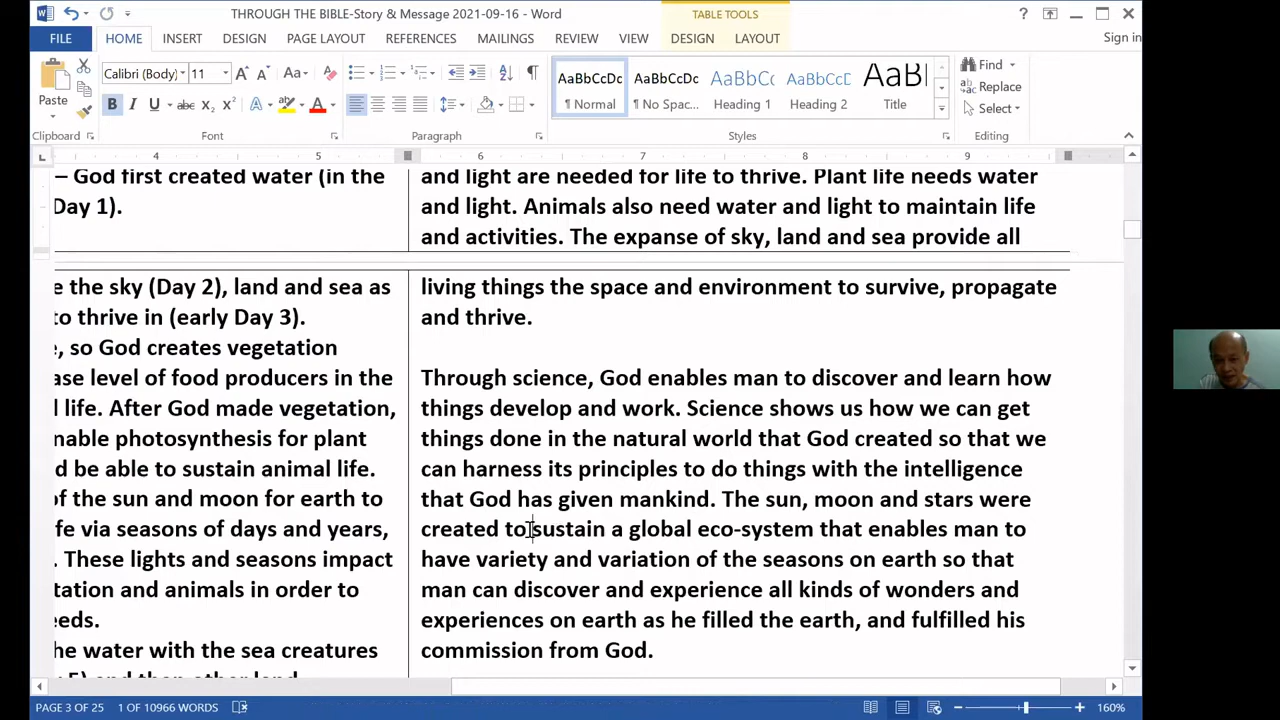 THROUGH THE BIBLE-Story & Message 2021-09-16 - Word
TABLE TOOLS
FILE HOME INSERT DESIGN PAGE LAYOUT REFERENCES MAILINGS REVIEW VIEW DESIGN LAYOUT
Sign in
Paste
Clipboard
Calibri (Body) 11
Font
Paragraph
AaBbCcDc AaBbCcDc AaBbCc AaBbCcDc AaB
¶ Normal ¶ No Spac... Heading 1 Heading 2 Title
Styles
Find
Replace
Select
Editing
4 5 6 7 8 9
– God first created water (in the
Day 1).
e the sky (Day 2), land and sea as
to thrive in (early Day 3).
e, so God creates vegetation
ase level of food producers in the
l life. After God made vegetation,
nable photosynthesis for plant
d be able to sustain animal life.
of the sun and moon for earth to
fe via seasons of days and years,
. These lights and seasons impact
tation and animals in order to
eeds.
he water with the sea creatures
5) and then other land
and light are needed for life to thrive. Plant life needs water
and light. Animals also need water and light to maintain life
and activities. The expanse of sky, land and sea provide all
living things the space and environment to survive, propagate
and thrive.
Through science, God enables man to discover and learn how
things develop and work. Science shows us how we can get
things done in the natural world that God created so that we
can harness its principles to do things with the intelligence
that God has given mankind. The sun, moon and stars were
created to sustain a global eco-system that enables man to
have variety and variation of the seasons on earth so that
man can discover and experience all kinds of wonders and
experiences on earth as he filled the earth, and fulfilled his
commission from God.
PAGE 3 OF 25 1 OF 10966 WORDS
160%